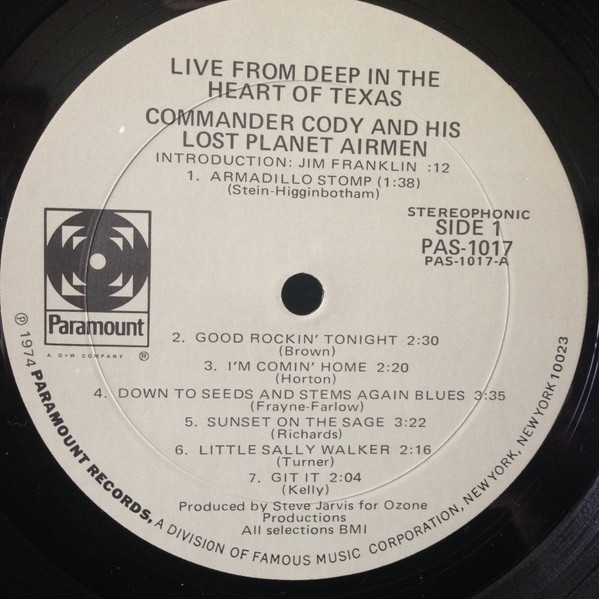 LIVE FROM DEEP IN THE
HEART OF TEXAS
COMMANDER CODY AND HIS
LOST PLANET AIRMEN
INTRODUCTION: JIM FRANKLIN :12
1. ARMADILLO STOMP (1:38)
(Stein-Higginbotham)
STEREOPHONIC
SIDE 1
PAS-1017
PAS-1017-A
Paramount
A G+W COMPANY ®
2. GOOD ROCKIN' TONIGHT 2:30
(Brown)
3. I'M COMIN' HOME 2:20
(Horton)
4. DOWN TO SEEDS AND STEMS AGAIN BLUES 3:35
(Frayne-Farlow)
5. SUNSET ON THE SAGE 3:22
(Richards)
6. LITTLE SALLY WALKER 2:16
(Turner)
7. GIT IT 2:04
(Kelly)
Produced by Steve Jarvis for Ozone
Productions
All selections BMI
℗ 1974 PARAMOUNT RECORDS, A DIVISION OF FAMOUS MUSIC CORPORATION, NEW YORK, NEW YORK 10023